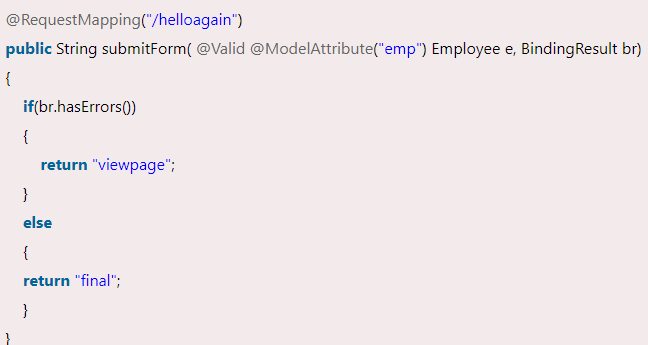 @RequestMapping("/helloagain")
public String submitForm( @Valid @ModelAttribute("emp") Employee e, BindingResult br)
{
if(br.hasErrors())
{
return "viewpage";
}
else
{
return "final";
}
}